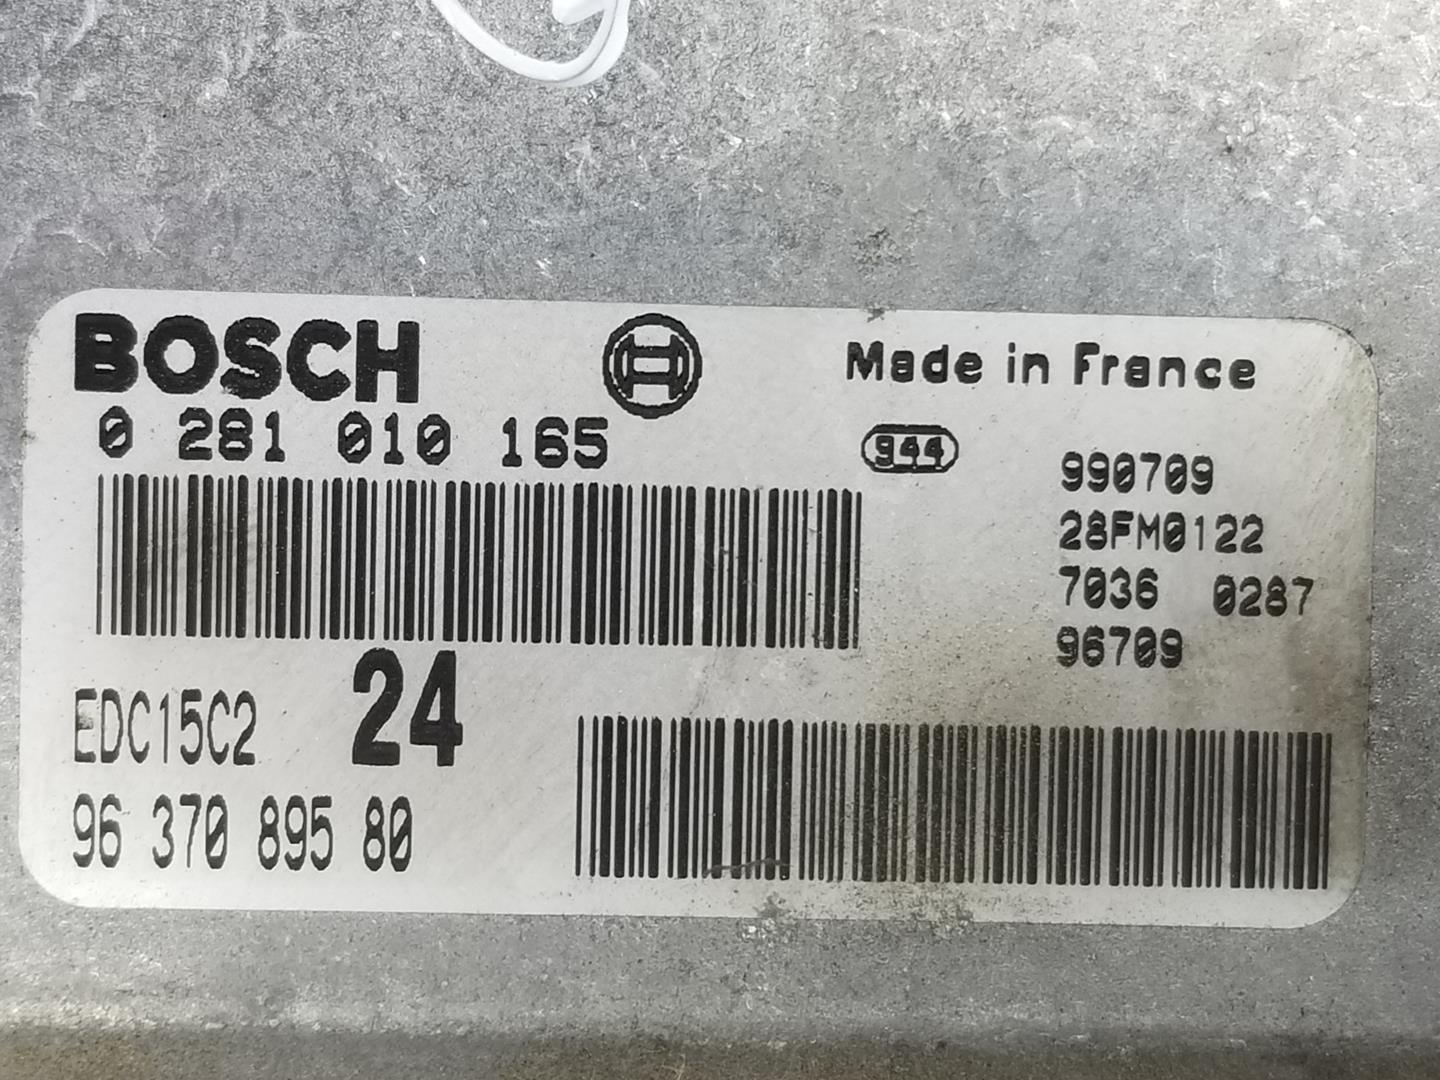 BOSCH
Made in France
0 281 010 165
944
990709
28FM0122
7036 0287
96709
EDC15C2 24
96 370 895 80